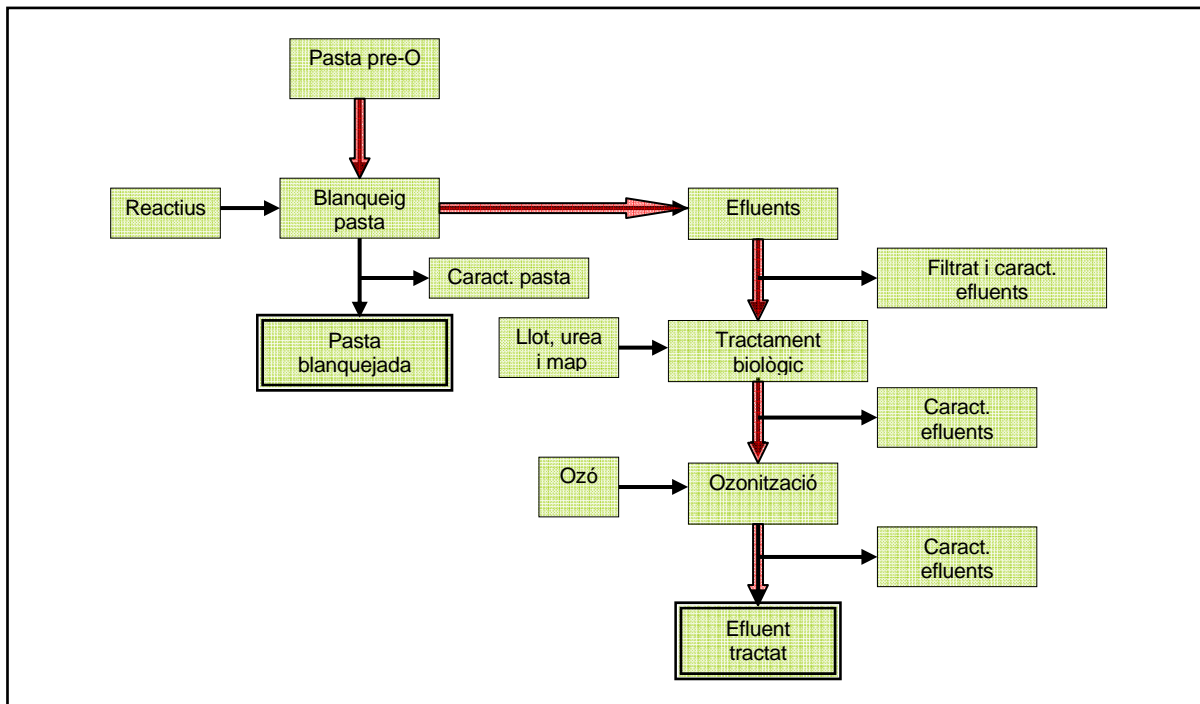 Pasta pre-O
Reactius
Blanqueig
pasta
Efluents
Caract. pasta
Filtrat i caract.
efluents
Pasta
blanquejada
Llot, urea
i map
Tractament
biològic
Caract.
efluents
Ozó
Ozonització
Caract.
efluents
Efluent
tractat